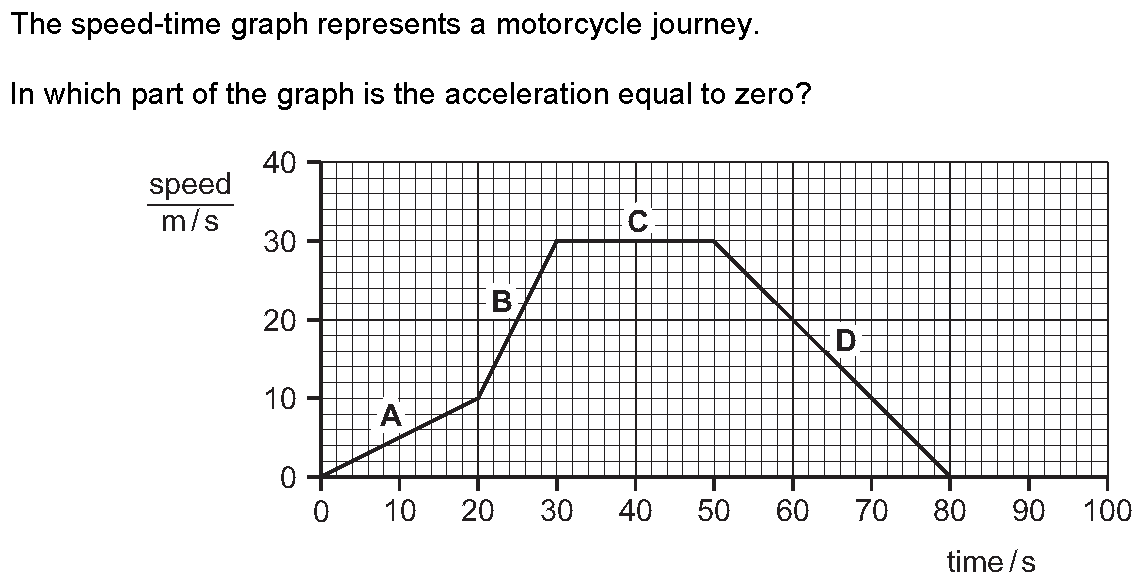 The speed-time graph represents a motorcycle journey.
In which part of the graph is the acceleration equal to zero?
speed
m/s
40
30
20
10
0
A
B
C
D
0 10 20 30 40 50 60 70 80 90 100
time/s